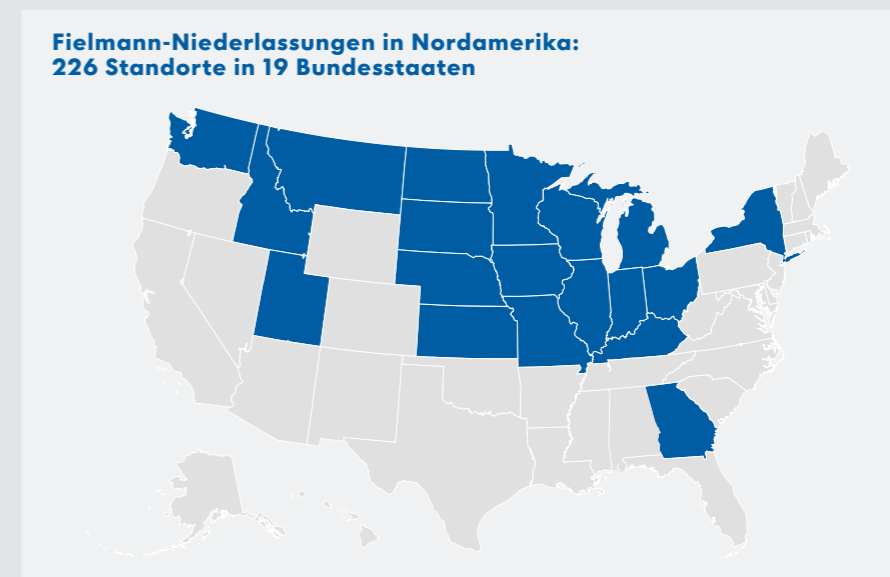 Fielmann-Niederlassungen in Nordamerika:
226 Standorte in 19 Bundesstaaten